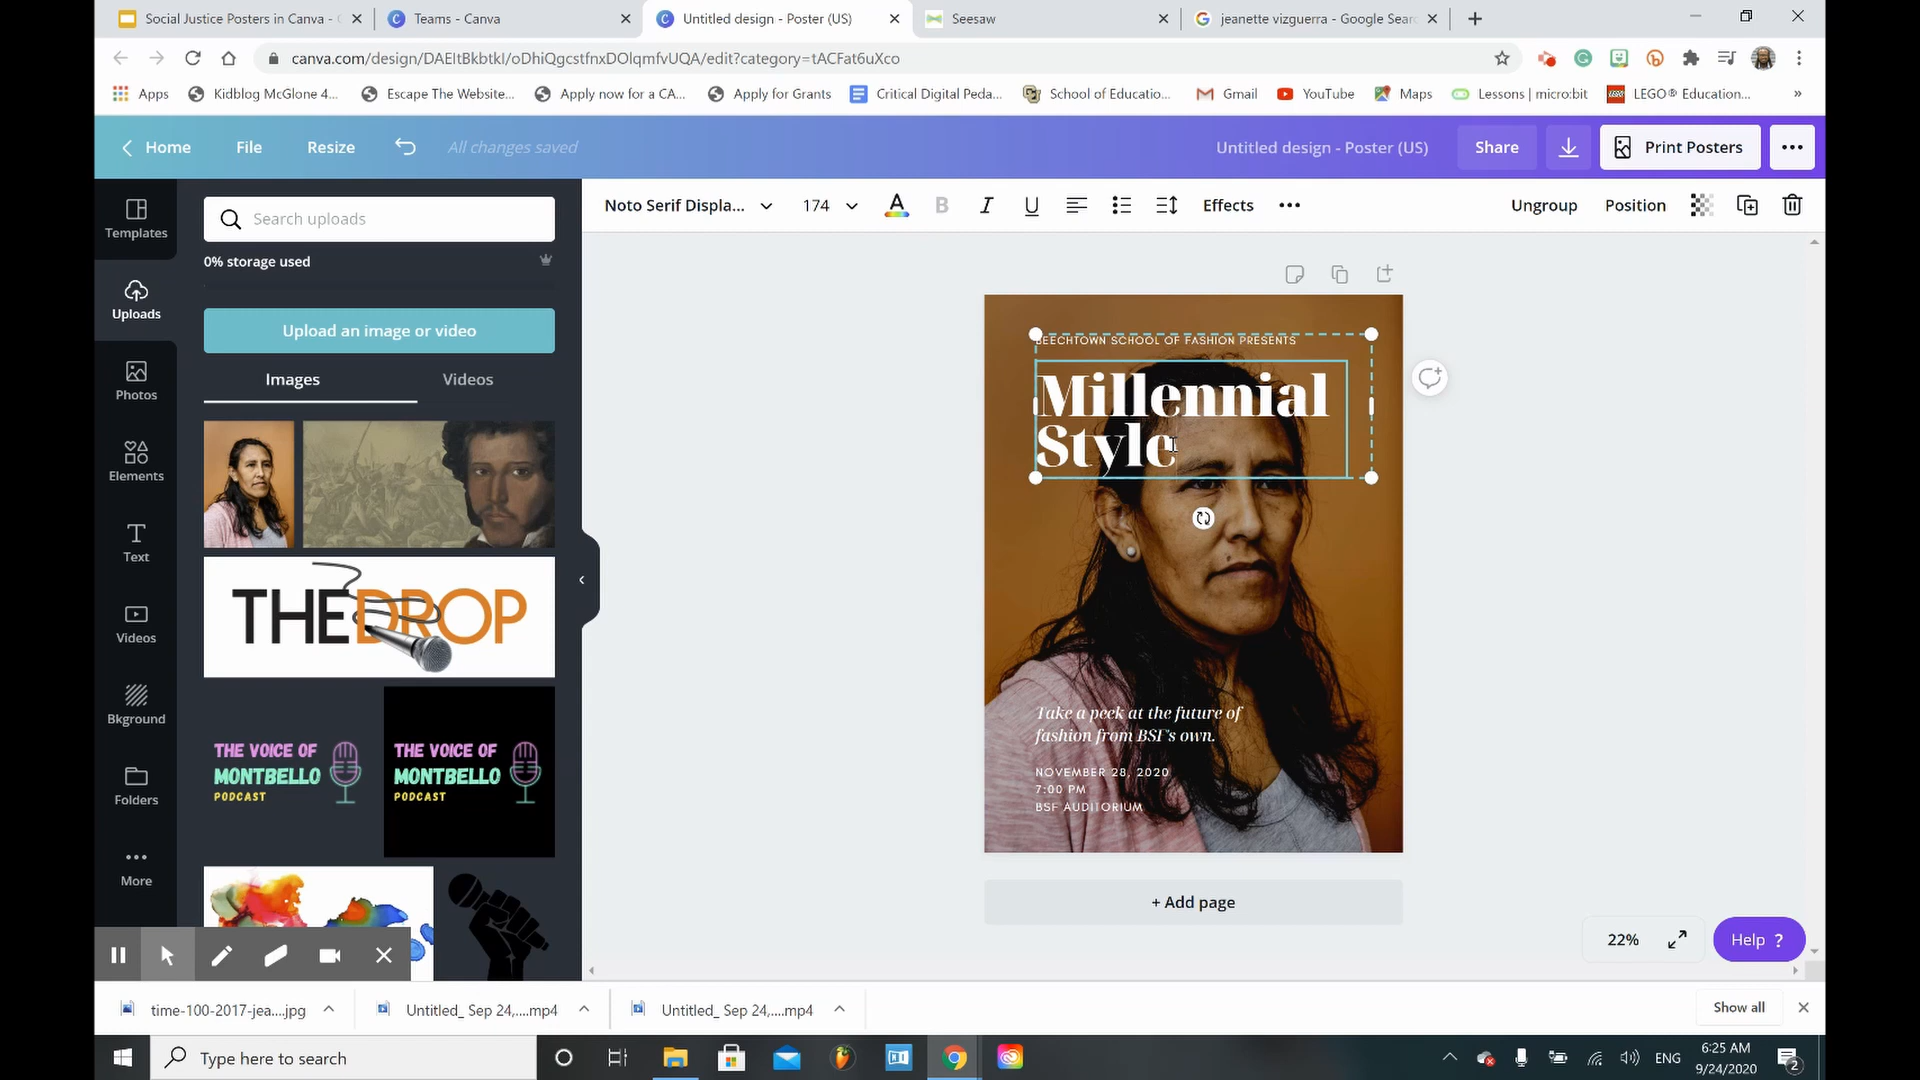 Social Justice Posters in Canva -
Teams - Canva
Untitled design - Poster (US)
Seesaw
jeanette vizguerra - Google Sear
canva.com/design/DAEItBkbtkI/oDhiQgcstfnxDOlqmfvUQA/edit?category=tACFat6uXco
Apps
Kidblog McGlone 4...
Escape The Website...
Apply now for a CA...
Apply for Grants
Critical Digital Peda...
School of Educatio...
Gmail
YouTube
Maps
Lessons | micro:bit
LEGO® Education...
»
Home
File
Resize
All changes saved
Untitled design - Poster (US)
Share
Print Posters
Noto Serif Displa...
174
A
B
I
U
Effects
Ungroup
Position
Templates
Uploads
Photos
Elements
Text
Videos
Bkground
Folders
More
Search uploads
0% storage used
Upload an image or video
Images
Videos
THE DROP
THE VOICE OF
MONTBELLO
PODCAST
THE VOICE OF
MONTBELLO
PODCAST
BEECHTOWN SCHOOL OF FASHION PRESENTS
Millennial
Style
Take a peek at the future of
fashion from BSF's own.
NOVEMBER 28, 2020
7:00 PM
BSF AUDITORIUM
+ Add page
22%
Help ?
time-100-2017-jea....jpg
Untitled_ Sep 24,....mp4
Untitled_ Sep 24,....mp4
Show all
Type here to search
ENG
6:25 AM
9/24/2020
2